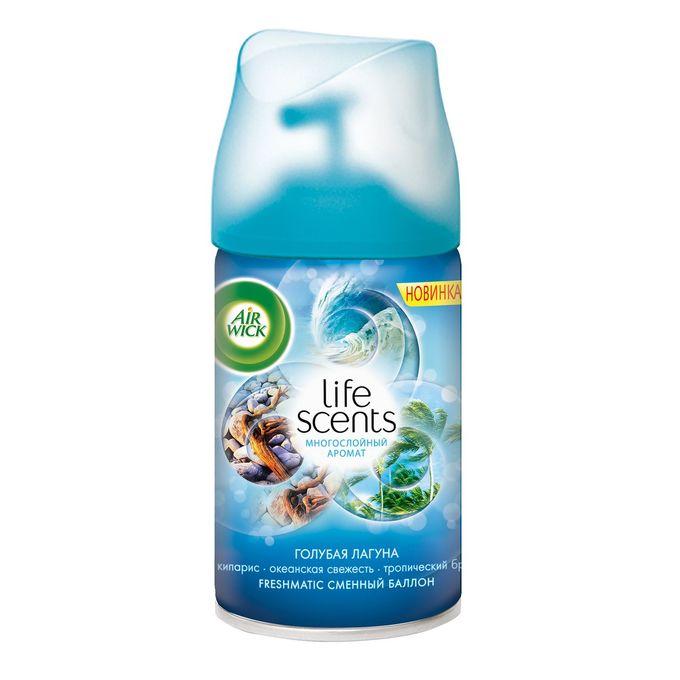 AIR
WICK
НОВИНКА
life
scents
МНОГОСЛОЙНЫЙ
АРОМАТ
ГОЛУБАЯ ЛАГУНА
кипарис · океанская свежесть · тропический
FRESHMATIC СМЕННЫЙ БАЛЛОН